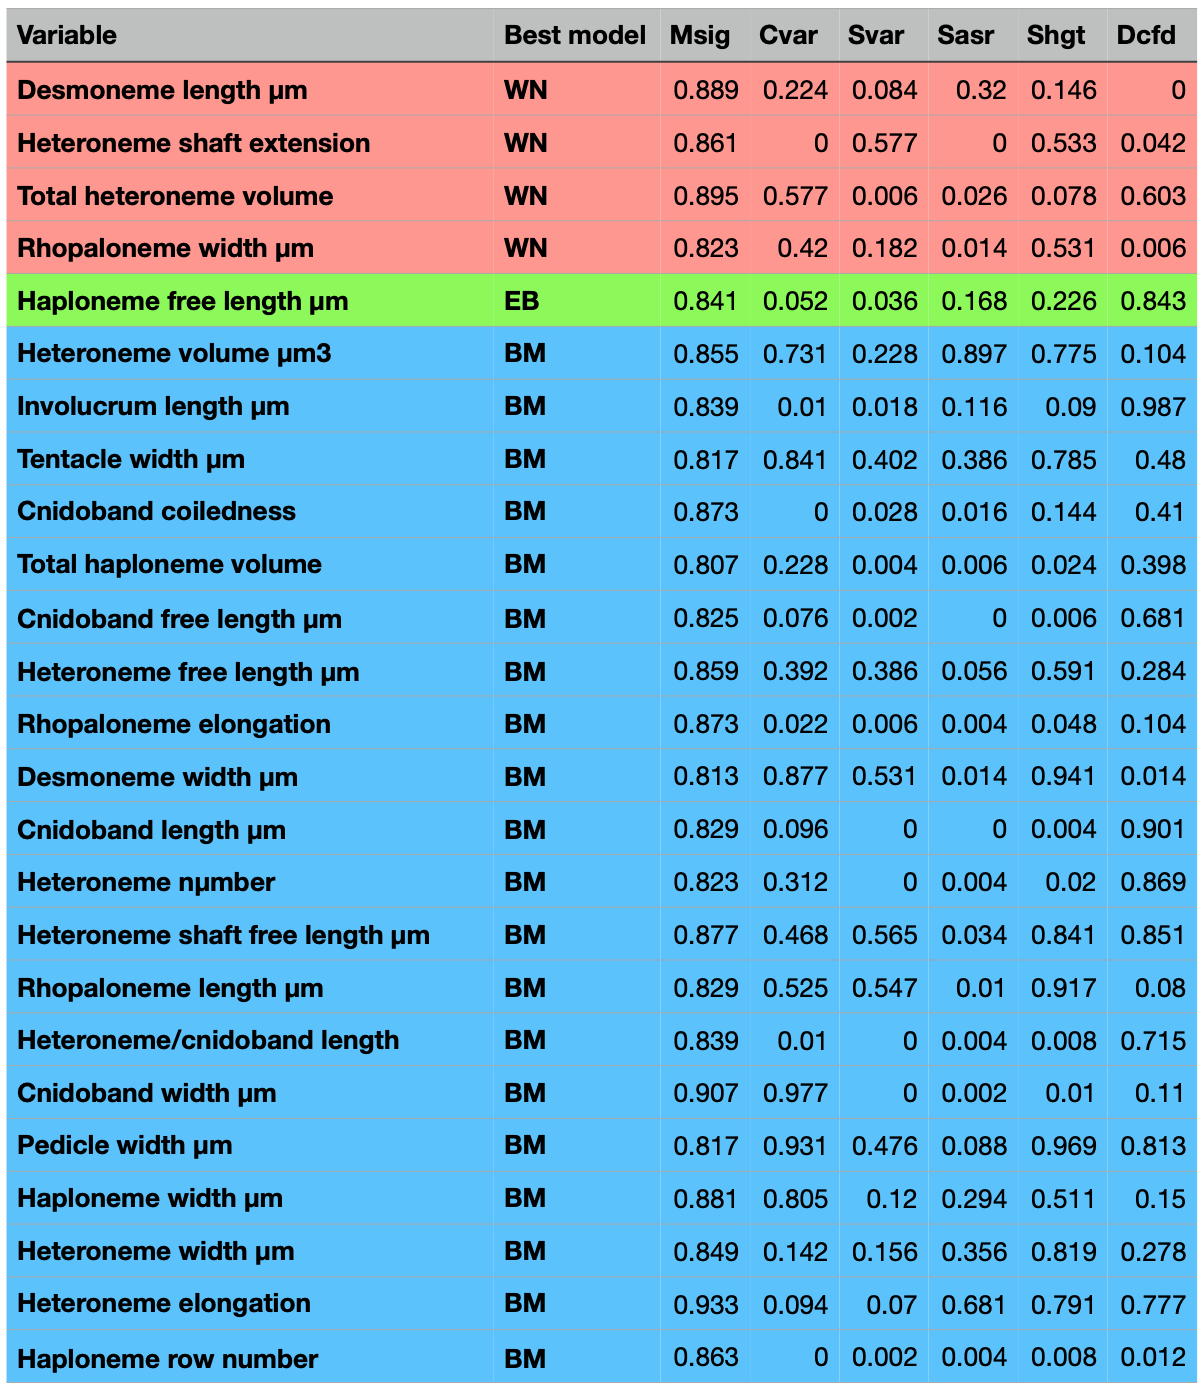 Variable Best model Msig Cvar Svar Sasr Shgt Dcfd
Desmoneme length µm WN 0.889 0.224 0.084 0.32 0.146 0
Heteroneme shaft extension WN 0.861 0 0.577 0 0.533 0.042
Total heteroneme volume WN 0.895 0.577 0.006 0.026 0.078 0.603
Rhopaloneme width µm WN 0.823 0.42 0.182 0.014 0.531 0.006
Haploneme free length µm EB 0.841 0.052 0.036 0.168 0.226 0.843
Heteroneme volume µm3 BM 0.855 0.731 0.228 0.897 0.775 0.104
Involucrum length µm BM 0.839 0.01 0.018 0.116 0.09 0.987
Tentacle width µm BM 0.817 0.841 0.402 0.386 0.785 0.48
Cnidoband coiledness BM 0.873 0 0.028 0.016 0.144 0.41
Total haploneme volume BM 0.807 0.228 0.004 0.006 0.024 0.398
Cnidoband free length µm BM 0.825 0.076 0.002 0 0.006 0.681
Heteroneme free length µm BM 0.859 0.392 0.386 0.056 0.591 0.284
Rhopaloneme elongation BM 0.873 0.022 0.006 0.004 0.048 0.104
Desmoneme width µm BM 0.813 0.877 0.531 0.014 0.941 0.014
Cnidoband length µm BM 0.829 0.096 0 0 0.004 0.901
Heteroneme nµmber BM 0.823 0.312 0 0.004 0.02 0.869
Heteroneme shaft free length µm BM 0.877 0.468 0.565 0.034 0.841 0.851
Rhopaloneme length µm BM 0.829 0.525 0.547 0.01 0.917 0.08
Heteroneme/cnidoband length BM 0.839 0.01 0 0.004 0.008 0.715
Cnidoband width µm BM 0.907 0.977 0 0.002 0.01 0.11
Pedicle width µm BM 0.817 0.931 0.476 0.088 0.969 0.813
Haploneme width µm BM 0.881 0.805 0.12 0.294 0.511 0.15
Heteroneme width µm BM 0.849 0.142 0.156 0.356 0.819 0.278
Heteroneme elongation BM 0.933 0.094 0.07 0.681 0.791 0.777
Haploneme row number BM 0.863 0 0.002 0.004 0.008 0.012